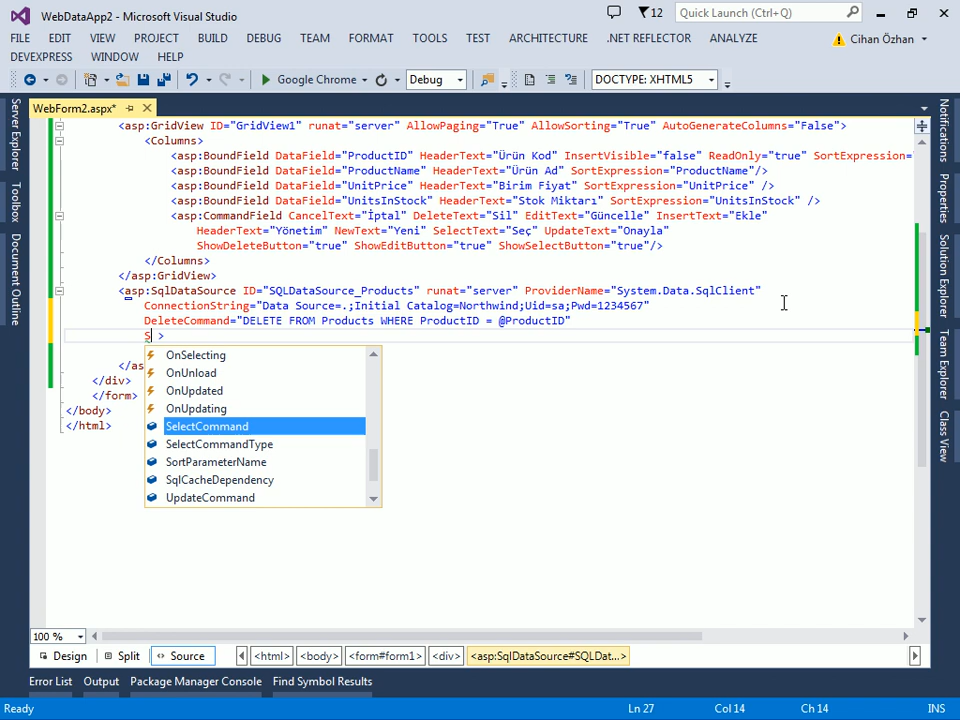 WebDataApp2 - Microsoft Visual Studio
12
Quick Launch (Ctrl+Q)
FILE EDIT VIEW PROJECT BUILD DEBUG TEAM FORMAT TOOLS TEST ARCHITECTURE .NET REFLECTOR ANALYZE
Cihan Özhan
DEVEXPRESS WINDOW HELP
Google Chrome Debug DOCTYPE: XHTML5
WebForm2.aspx*
Server Explorer
Toolbox
Document Outline
<asp:GridView ID="GridView1" runat="server" AllowPaging="True" AllowSorting="True" AutoGenerateColumns="False">
<Columns>
<asp:BoundField DataField="ProductID" HeaderText="Ürün Kod" InsertVisible="false" ReadOnly="true" SortExpression=
<asp:BoundField DataField="ProductName" HeaderText="Ürün Ad" SortExpression="ProductName"/>
<asp:BoundField DataField="UnitPrice" HeaderText="Birim Fiyat" SortExpression="UnitPrice" />
<asp:BoundField DataField="UnitsInStock" HeaderText="Stok Miktarı" SortExpression="UnitsInStock" />
<asp:CommandField CancelText="İptal" DeleteText="Sil" EditText="Güncelle" InsertText="Ekle"
HeaderText="Yönetim" NewText="Yeni" SelectText="Seç" UpdateText="Onayla"
ShowDeleteButton="true" ShowEditButton="true" ShowSelectButton="true"/>
</Columns>
</asp:GridView>
<asp:SqlDataSource ID="SQLDataSource_Products" runat="server" ProviderName="System.Data.SqlClient"
ConnectionString="Data Source=.;Initial Catalog=Northwind;Uid=sa;Pwd=1234567"
DeleteCommand="DELETE FROM Products WHERE ProductID = @ProductID"
S >
OnSelecting
OnUnload
OnUpdated
OnUpdating
SelectCommand
SelectCommandType
SortParameterName
SqlCacheDependency
UpdateCommand
</as
</div>
</form>
</body>
</html>
Notifications
Properties
Solution Explorer
Team Explorer
Class View
100 %
Design Split Source <html> <body> <form#form1> <div> <asp:SqlDataSource#SQLDat...>
Error List Output Package Manager Console Find Symbol Results
Ready Ln 27 Col 14 Ch 14 INS